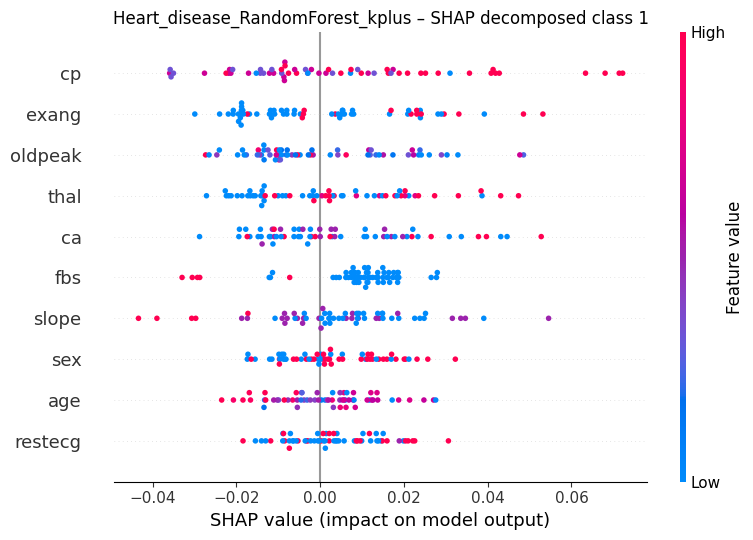 Heart_disease_RandomForest_kplus – SHAP decomposed class 1
High
cp
exang
oldpeak
thal
ca
fbs
slope
sex
age
restecg
Feature value
Low
−0.04 −0.02 0.00 0.02 0.04 0.06
SHAP value (impact on model output)